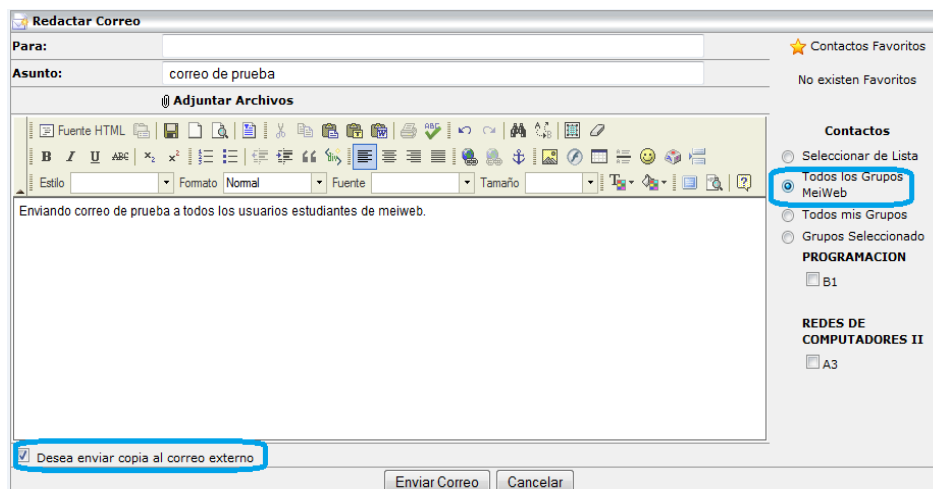 Redactar Correo
Para:
Asunto: correo de prueba
Adjuntar Archivos
Fuente HTML
B I U ABC x₂ x²
Estilo Formato Normal Fuente Tamaño
Enviando correo de prueba a todos los usuarios estudiantes de meiweb.
Desea enviar copia al correo externo
Enviar Correo Cancelar
Contactos Favoritos
No existen Favoritos
Contactos
Seleccionar de Lista
Todos los Grupos
MeiWeb
Todos mis Grupos
Grupos Seleccionado
PROGRAMACION
B1
REDES DE
COMPUTADORES II
A3